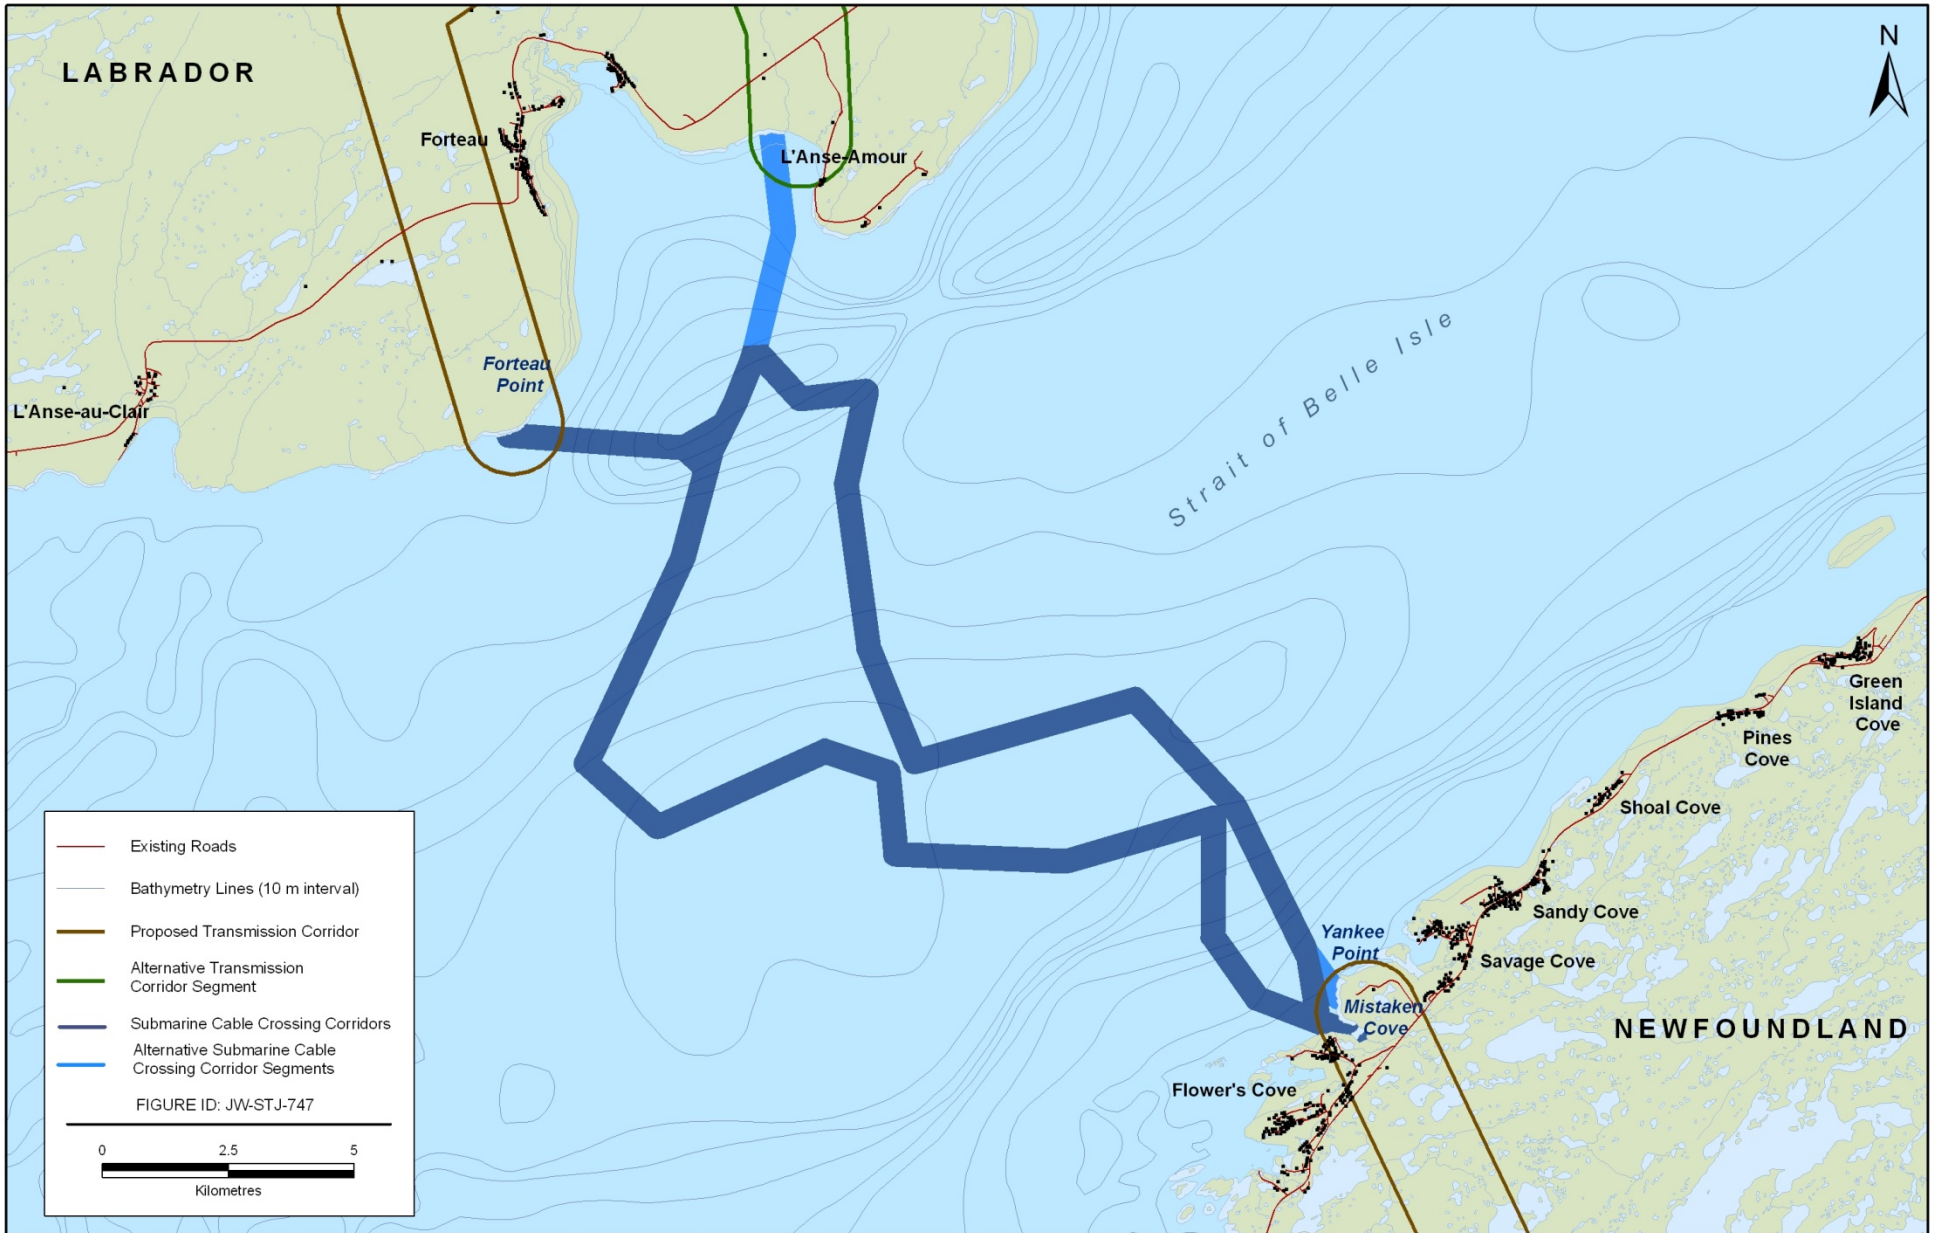 N
LABRADOR
Forteau
L'Anse-Amour
Forteau
Point
L'Anse-au-Clair
Strait of Belle Isle
Green
Island
Cove
Pines
Cove
Shoal Cove
Sandy Cove
Yankee
Point
Savage Cove
Mistaken
Cove
NEWFOUNDLAND
Flower's Cove
Existing Roads
Bathymetry Lines (10 m interval)
Proposed Transmission Corridor
Alternative Transmission
Corridor Segment
Submarine Cable Crossing Corridors
Alternative Submarine Cable
Crossing Corridor Segments
FIGURE ID: JW-STJ-747
0 2.5 5
Kilometres